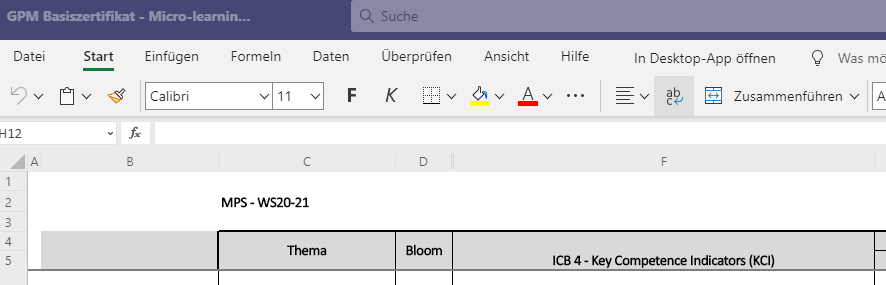 GPM Basiszertifikat - Micro-learnin... Suche
Datei Start Einfügen Formeln Daten Überprüfen Ansicht Hilfe In Desktop-App öffnen Was mö
Calibri 11 F K A ab c Zusammenführen A
H12 fx
A B C D F
1
2 MPS - WS20-21
3
4 Thema Bloom
5 ICB 4 - Key Competence Indicators (KCI)